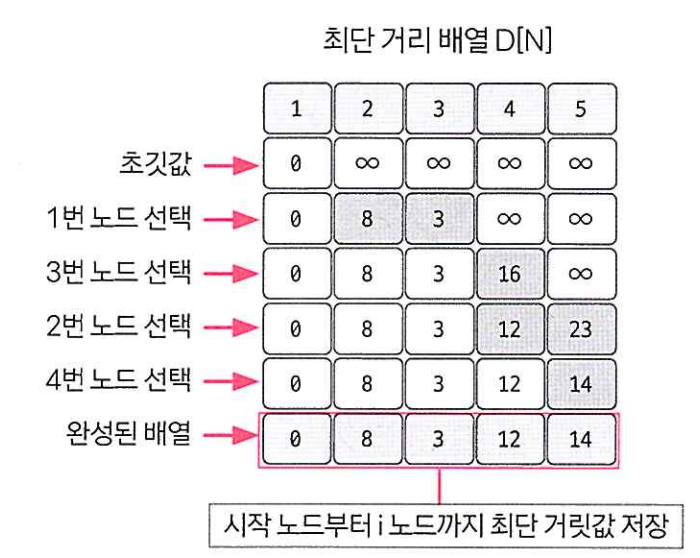 최단 거리 배열 D[N]
1 2 3 4 5
초깃값 0 ∞ ∞ ∞ ∞
1번 노드 선택 0 8 3 ∞ ∞
3번 노드 선택 0 8 3 16 ∞
2번 노드 선택 0 8 3 12 23
4번 노드 선택 0 8 3 12 14
완성된 배열 0 8 3 12 14
시작 노드부터 i 노드까지 최단 거릿값 저장